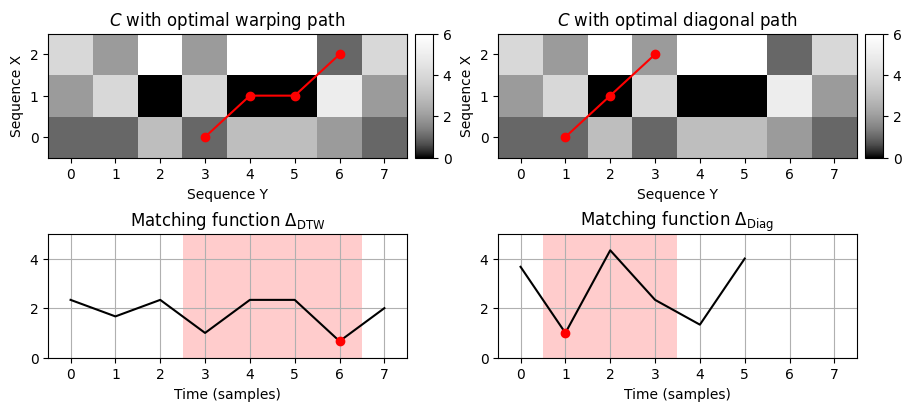 C with optimal warping path
C with optimal diagonal path
Sequence X
2
1
0
0 1 2 3 4 5 6 7
Sequence Y
6
4
2
0
Sequence X
2
1
0
0 1 2 3 4 5 6 7
Sequence Y
6
4
2
0
Matching function Δ_DTW
4
2
0
0 1 2 3 4 5 6 7
Time (samples)
Matching function Δ_Diag
4
2
0
0 1 2 3 4 5 6 7
Time (samples)